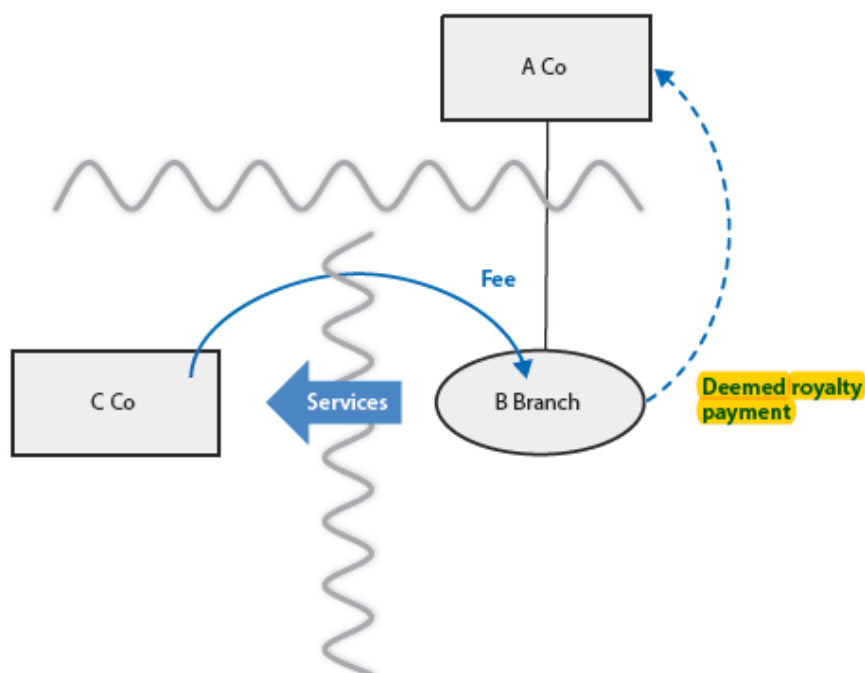 A Co
Fee
C Co
Services
B Branch
Deemed royalty
payment